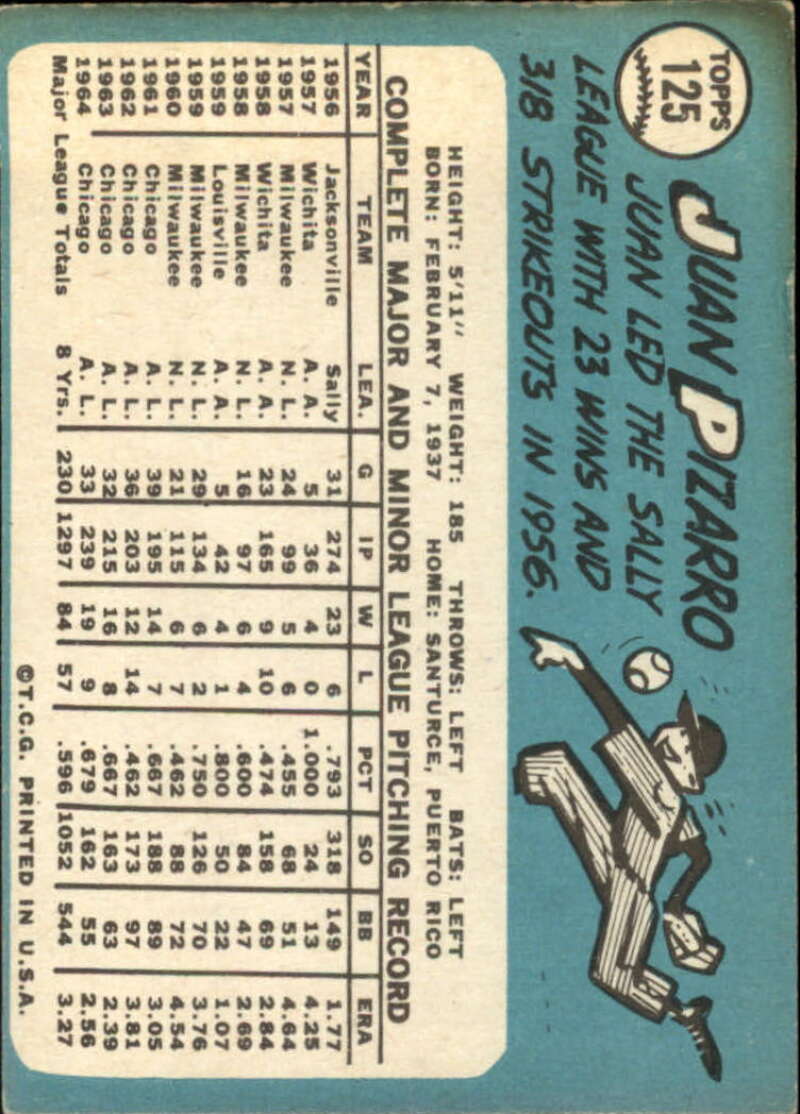 TOPPS
125
JUAN PIZARRO
JUAN LED THE SALLY
LEAGUE WITH 23 WINS AND
318 STRIKEOUTS IN 1956.
HEIGHT: 5'11" WEIGHT: 185 THROWS: LEFT BATS: LEFT
BORN: FEBRUARY 7, 1937 HOME: SANTURCE, PUERTO RICO
COMPLETE MAJOR AND MINOR LEAGUE PITCHING RECORD
YEAR TEAM LEA. G IP W L PCT SO BB ERA
1956 Jacksonville Sally 31 274 23 6 .793 318 149 1.77
1957 Wichita A. A. 5 36 4 0 1.000 24 13 4.25
1957 Milwaukee N. L. 24 99 5 6 .455 68 51 4.64
1958 Wichita A. A. 23 165 9 10 .474 158 69 2.84
1958 Milwaukee N. L. 16 97 6 4 .600 84 47 2.69
1959 Louisville A. A. 5 42 4 1 .800 50 22 1.07
1959 Milwaukee N. L. 29 134 6 2 .750 126 70 3.76
1960 Milwaukee N. L. 21 115 6 7 .462 88 72 4.54
1961 Chicago A. L. 39 195 14 7 .667 188 89 3.05
1962 Chicago A. L. 36 203 12 14 .462 173 97 3.81
1963 Chicago A. L. 32 215 16 8 .667 163 63 2.39
1964 Chicago A. L. 33 239 19 9 .679 162 55 2.56
Major League Totals 8 Yrs. 230 1297 84 57 .596 1052 544 3.27
©T.C.G. PRINTED IN U.S.A.